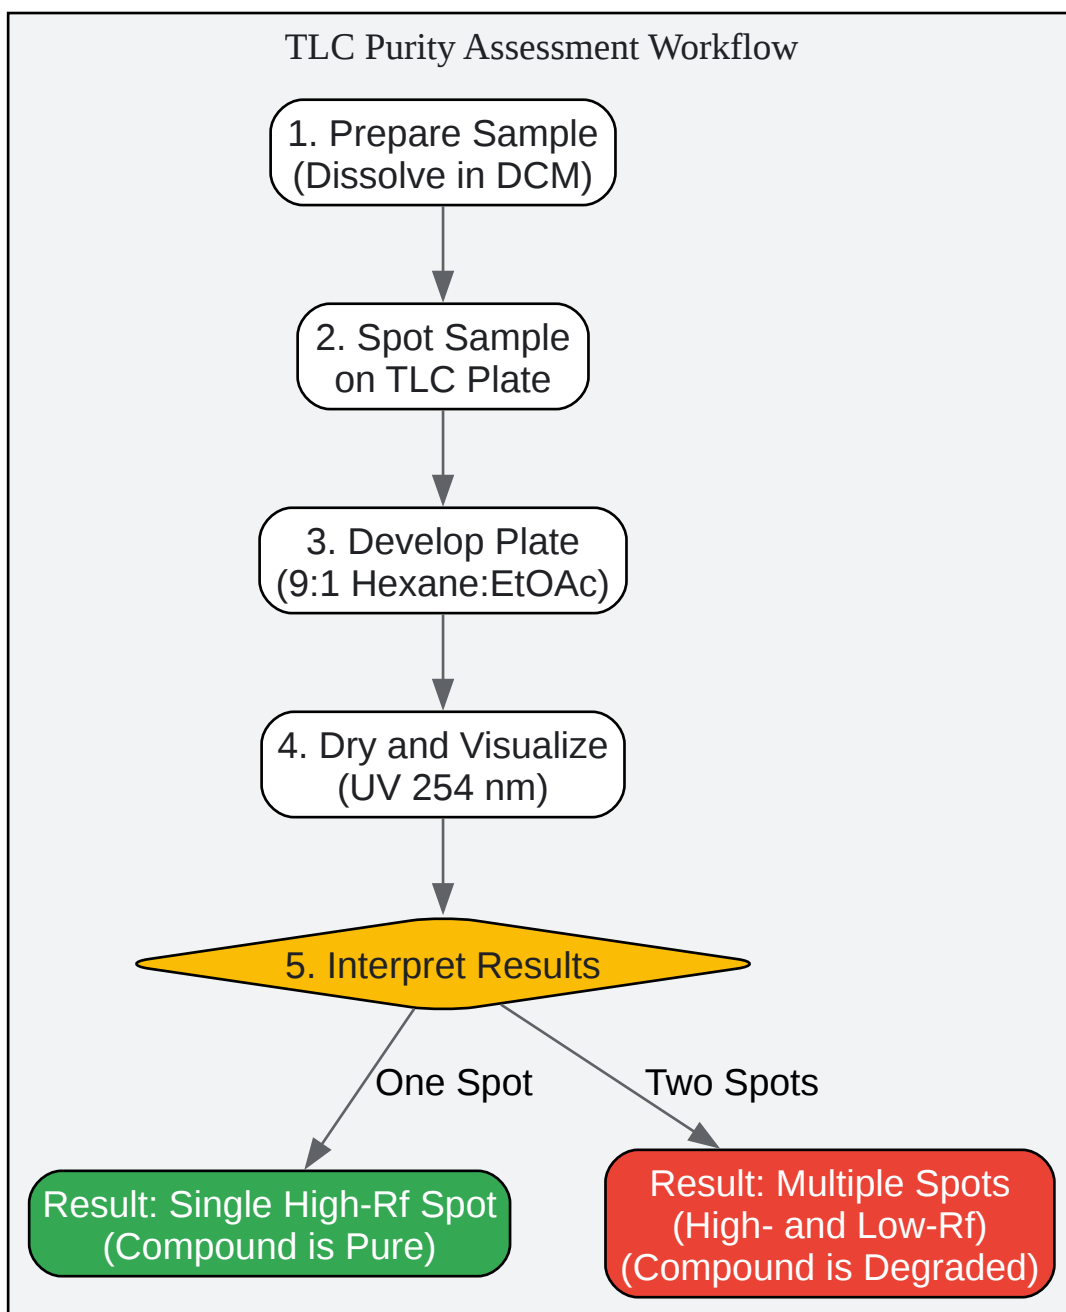 TLC Purity Assessment Workflow
1. Prepare Sample
(Dissolve in DCM)
2. Spot Sample
on TLC Plate
3. Develop Plate
(9:1 Hexane:EtOAc)
4. Dry and Visualize
(UV 254 nm)
5. Interpret Results
One Spot
Two Spots
Result: Single High-Rf Spot
(Compound is Pure)
Result: Multiple Spots
(High- and Low-Rf)
(Compound is Degraded)